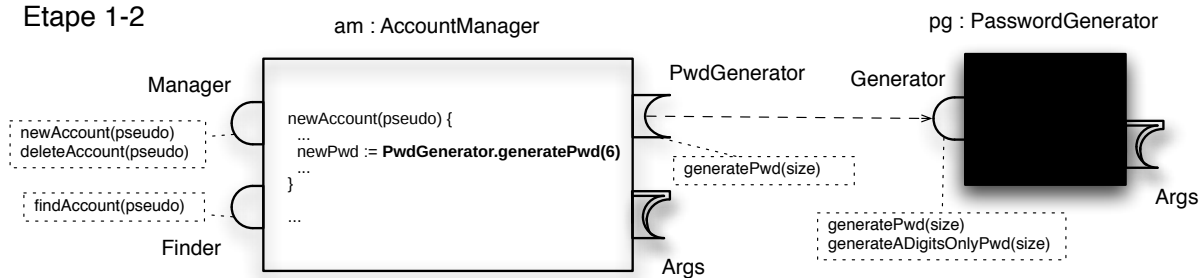 Etape 1-2
am : AccountManager
pg : PasswordGenerator
Manager
PwdGenerator
Generator
newAccount(pseudo)
deleteAccount(pseudo)
newAccount(pseudo) {
...
newPwd := PwdGenerator.generatePwd(6)
...
}
...
generatePwd(size)
findAccount(pseudo)
Finder
Args
generatePwd(size)
generateADigitsOnlyPwd(size)
Args